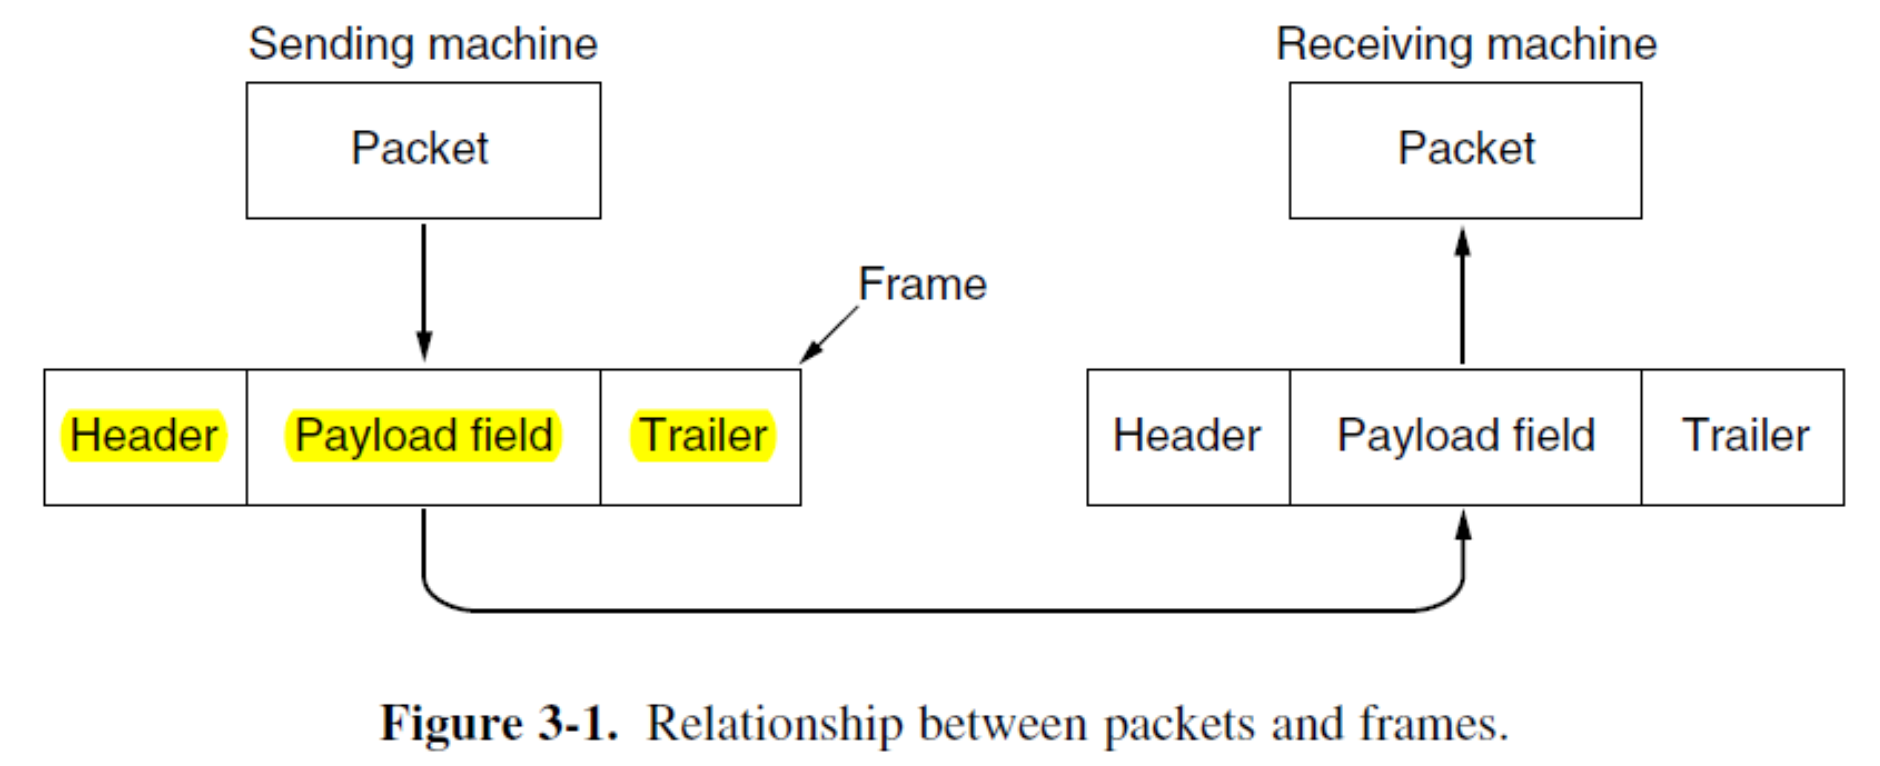 Sending machine
Receiving machine
Packet
Packet
Frame
Header
Payload field
Trailer
Header
Payload field
Trailer
Figure 3-1. Relationship between packets and frames.